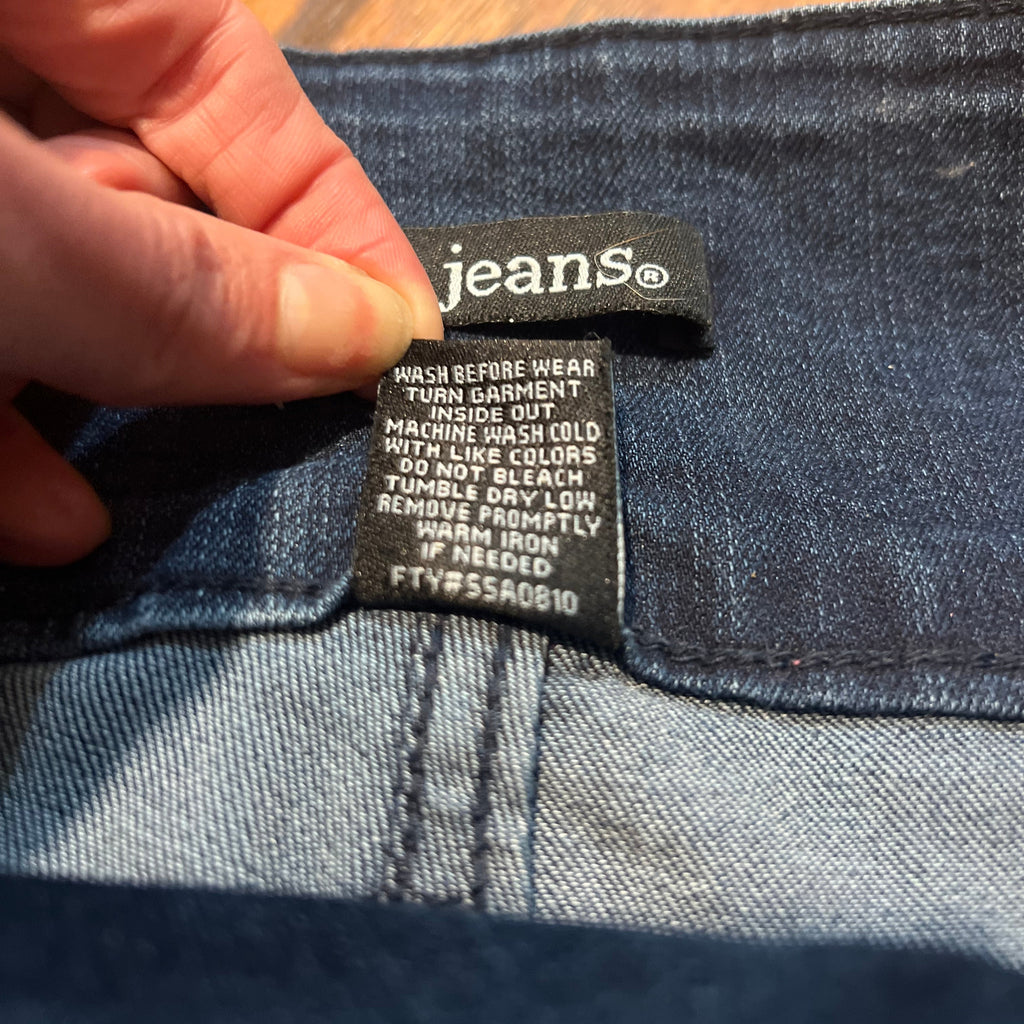 jeans®
WASH BEFORE WEAR
TURN GARMENT
INSIDE OUT
MACHINE WASH COLD
WITH LIKE COLORS
DO NOT BLEACH
TUMBLE DRY LOW
REMOVE PROMPTLY
WARM IRON
IF NEEDED
FTY#55A0810